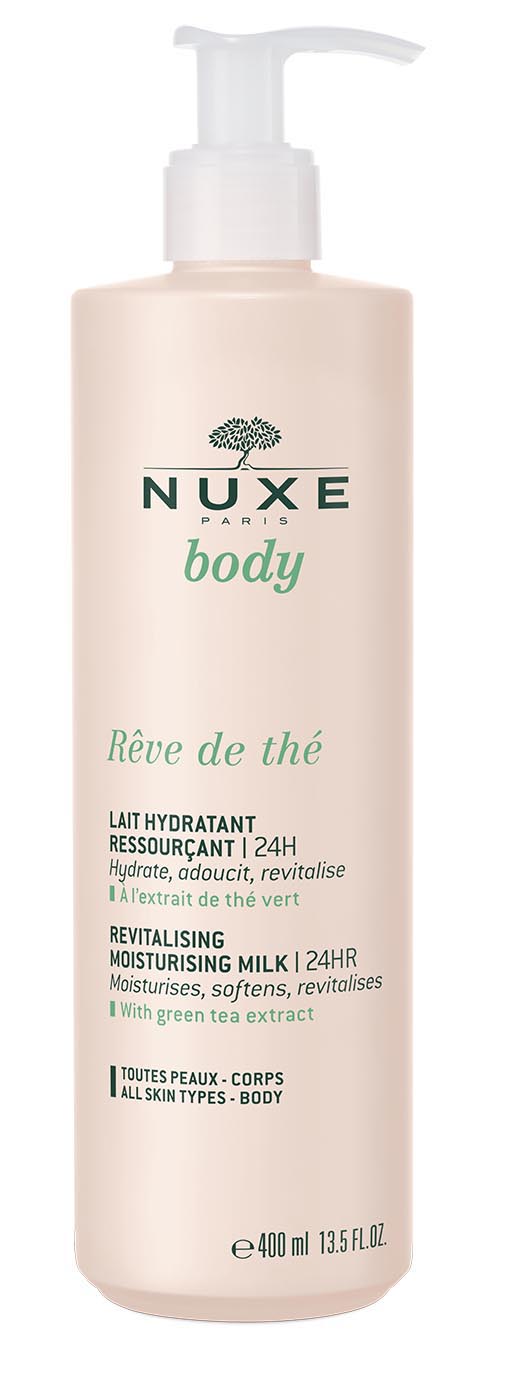 NUXE
PARIS
body
Rêve de thé
LAIT HYDRATANT
RESSOURÇANT | 24H
Hydrate, adoucit, revitalise
À l'extrait de thé vert
REVITALISING
MOISTURISING MILK | 24HR
Moisturises, softens, revitalises
With green tea extract
TOUTES PEAUX - CORPS
ALL SKIN TYPES - BODY
℮ 400 ml 13.5 FL.OZ.